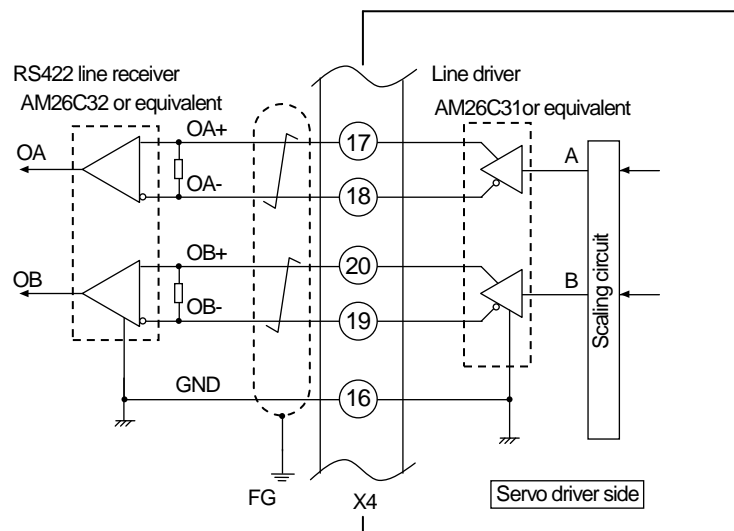 RS422 line receiver
AM26C32 or equivalent
Line driver
AM26C31or equivalent
OA+
17
OA
A
OA-
18
OB+
20
OB
B
OB-
19
Scaling circuit
GND
16
FG
X4
Servo driver side